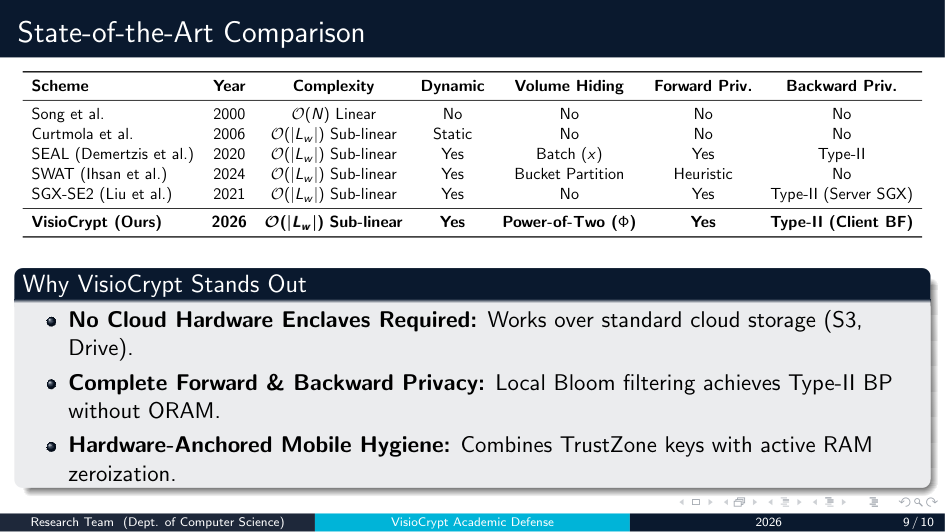 State-of-the-Art Comparison
Scheme Year Complexity Dynamic Volume Hiding Forward Priv. Backward Priv.
Song et al. 2000 𝒪(N) Linear No No No No
Curtmola et al. 2006 𝒪(|L_w|) Sub-linear Static No No No
SEAL (Demertzis et al.) 2020 𝒪(|L_w|) Sub-linear Yes Batch (x) Yes Type-II
SWAT (Ihsan et al.) 2024 𝒪(|L_w|) Sub-linear Yes Bucket Partition Heuristic No
SGX-SE2 (Liu et al.) 2021 𝒪(|L_w|) Sub-linear Yes No Yes Type-II (Server SGX)
VisioCrypt (Ours) 2026 𝒪(|L_w|) Sub-linear Yes Power-of-Two (Φ) Yes Type-II (Client BF)
Why VisioCrypt Stands Out
No Cloud Hardware Enclaves Required: Works over standard cloud storage (S3,
Drive).
Complete Forward & Backward Privacy: Local Bloom filtering achieves Type-II BP
without ORAM.
Hardware-Anchored Mobile Hygiene: Combines TrustZone keys with active RAM
zeroization.
Research Team (Dept. of Computer Science) VisioCrypt Academic Defense 2026 9 / 10